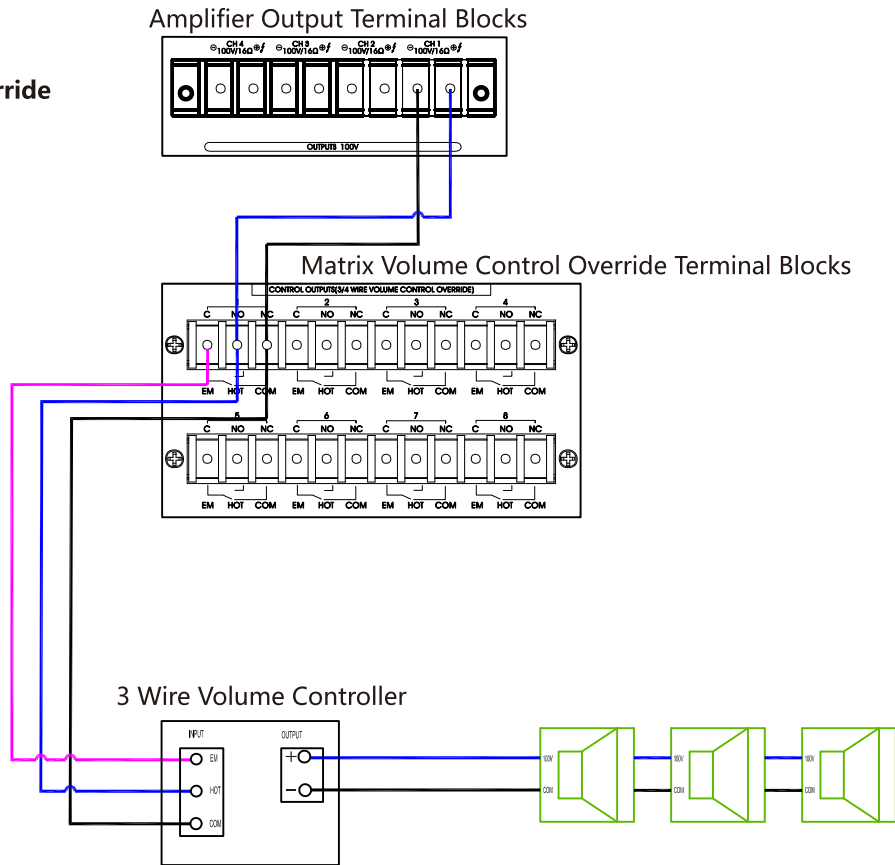 Amplifier Output Terminal Blocks
rride
CH 4 CH 3 CH 2 CH 1
⊖100V/16Ω⊕ ⊖100V/16Ω⊕ ⊖100V/16Ω⊕ ⊖100V/16Ω⊕
OUTPUTS 100V
Matrix Volume Control Override Terminal Blocks
CONTROL OUTPUTS(3/4 WIRE VOLUME CONTROL OVERRIDE)
2 3 4
C NO NC C NO NC C NO NC C NO NC
EM HOT COM EM HOT COM EM HOT COM EM HOT COM
5 6 7 8
C NO NC C NO NC C NO NC C NO NC
EM HOT COM EM HOT COM EM HOT COM EM HOT COM
3 Wire Volume Controller
INPUT OUTPUT
EM +
100V 100V 100V
HOT −
COM COM COM
COM